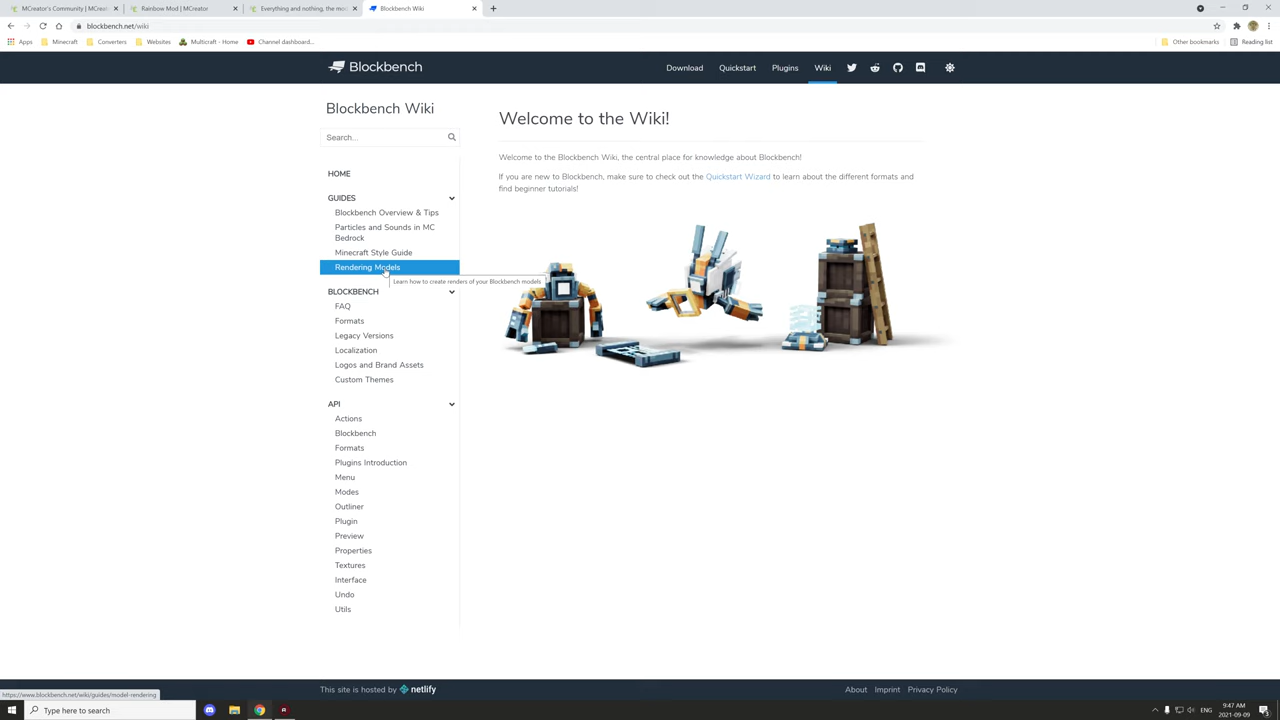 MCreator's Community | MCreat
Rainbow Mod | MCreator
Everything and nothing, the mod
Blockbench Wiki
blockbench.net/wiki
Apps
Minecraft
Converters
Websites
Multicraft - Home
Channel dashboard...
Other bookmarks
Reading list
Blockbench
Download
Quickstart
Plugins
Wiki
Blockbench Wiki
Search...
HOME
GUIDES
Blockbench Overview & Tips
Particles and Sounds in MC
Bedrock
Minecraft Style Guide
Rendering Models
Learn how to create renders of your Blockbench models
BLOCKBENCH
FAQ
Formats
Legacy Versions
Localization
Logos and Brand Assets
Custom Themes
API
Actions
Blockbench
Formats
Plugins Introduction
Menu
Modes
Outliner
Plugin
Preview
Properties
Textures
Interface
Undo
Utils
Welcome to the Wiki!
Welcome to the Blockbench Wiki, the central place for knowledge about Blockbench!
If you are new to Blockbench, make sure to check out the Quickstart Wizard to learn about the different formats and
find beginner tutorials!
This site is hosted by netlify
About
Imprint
Privacy Policy
https://www.blockbench.net/wiki/guides/model-rendering
Type here to search
ENG
9:47 AM
2021-09-09